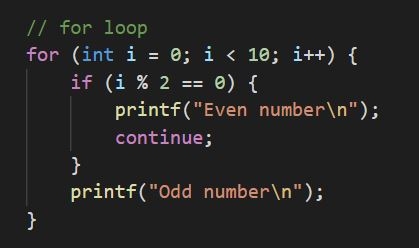 // for loop
for (int i = 0; i < 10; i++) {
    if (i % 2 == 0) {
        printf("Even number\n");
        continue;
    }
    printf("Odd number\n");
}